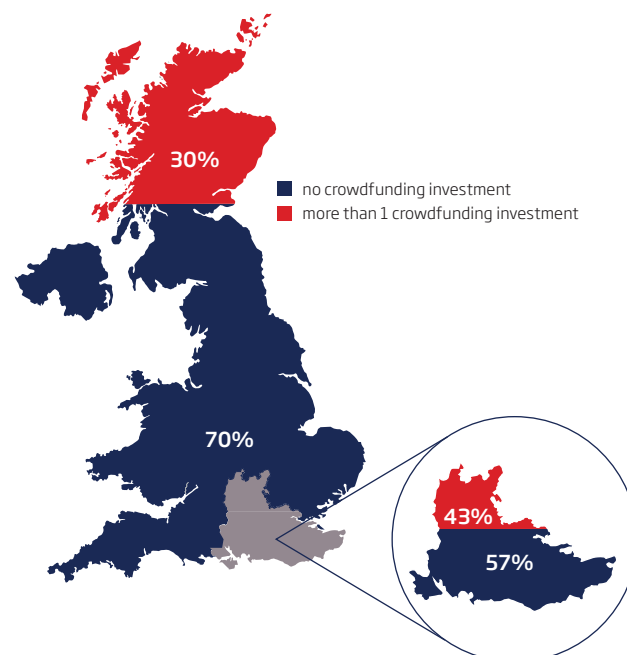 30%
no crowdfunding investment
more than 1 crowdfunding investment
70%
43%
57%